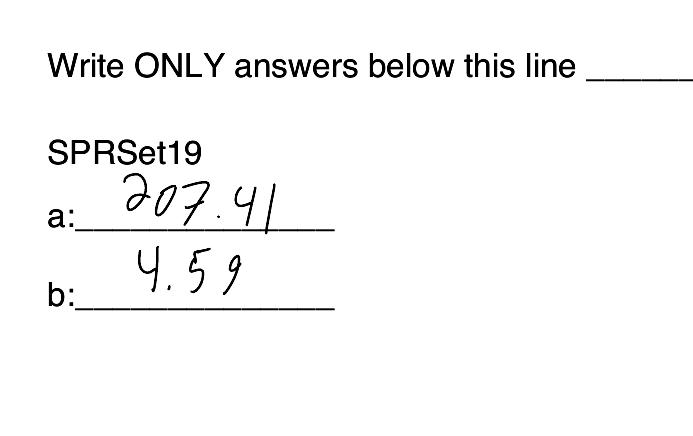 Write ONLY answers below this line ______
SPRSet19
a: 207.41
b: 4.59